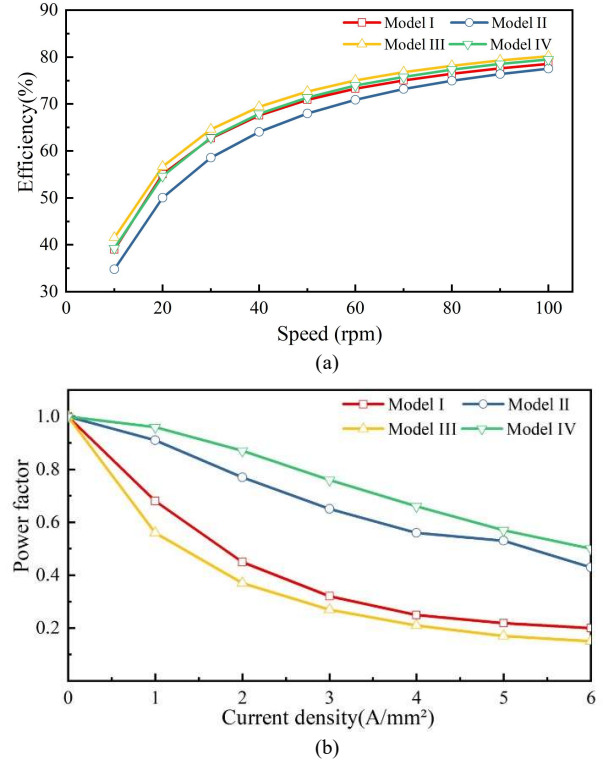 90
Model I Model II
Model III Model IV
80
70
60
50
40
30
Efficiency(%)
0 20 40 60 80 100
Speed (rpm)
(a)
Model I Model II
Model III Model IV
1.0
0.8
0.6
0.4
0.2
Power factor
0 1 2 3 4 5 6
Current density(A/mm²)
(b)